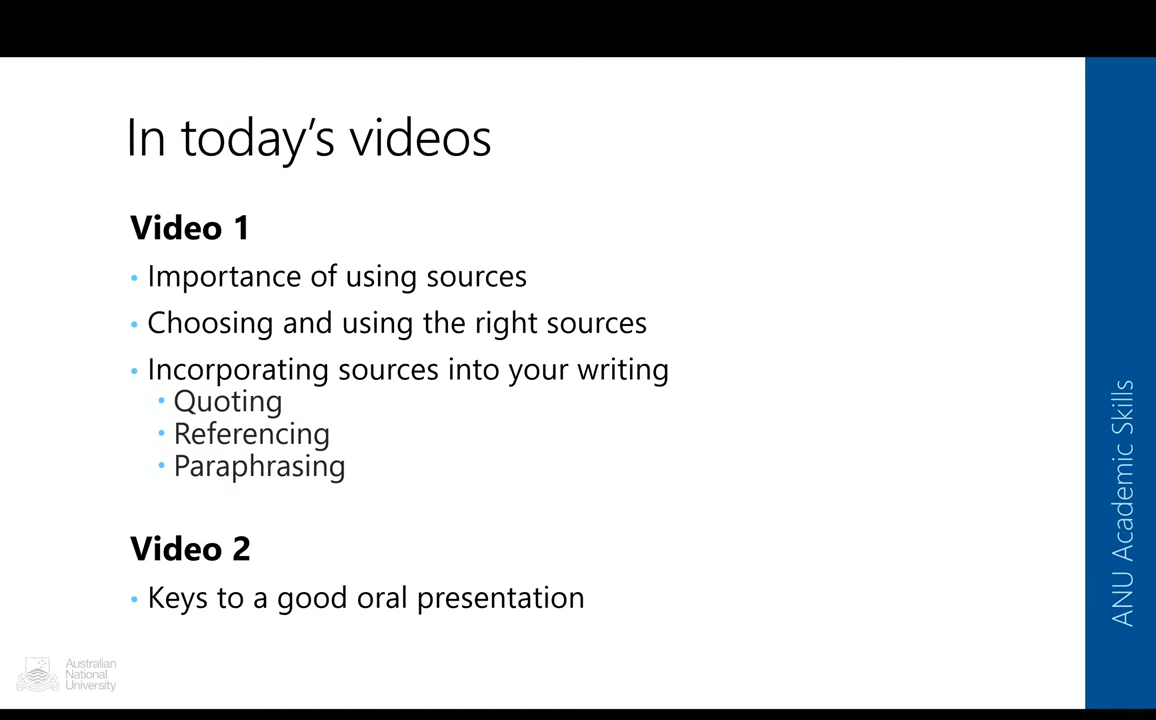 In today's videos
Video 1
• Importance of using sources
• Choosing and using the right sources
• Incorporating sources into your writing
• Quoting
• Referencing
• Paraphrasing
Video 2
• Keys to a good oral presentation
Australian
National
University
ANU Academic Skills